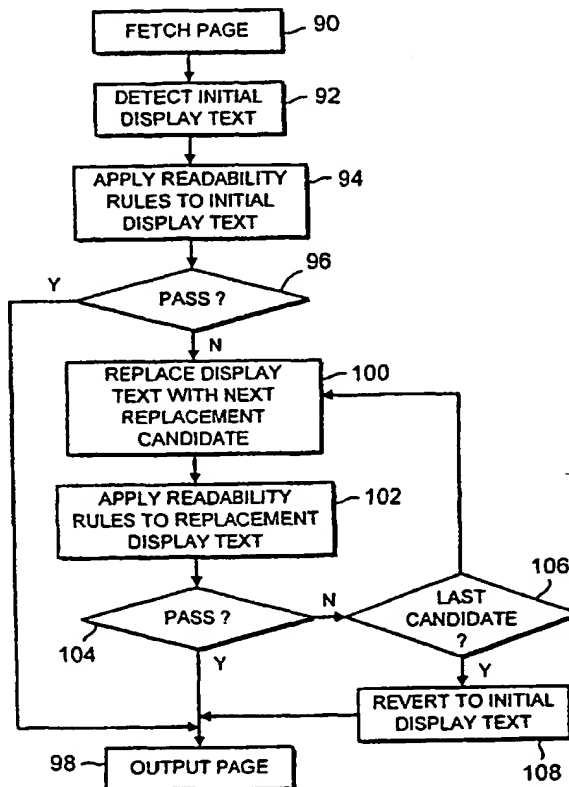 FETCH PAGE
90
DETECT INITIAL
DISPLAY TEXT
92
APPLY READABILITY
RULES TO INITIAL
DISPLAY TEXT
94
PASS ?
96
Y
N
REPLACE DISPLAY
TEXT WITH NEXT
REPLACEMENT
CANDIDATE
100
APPLY READABILITY
RULES TO REPLACEMENT
DISPLAY TEXT
102
PASS ?
104
N
Y
LAST
CANDIDATE
?
106
Y
REVERT TO INITIAL
DISPLAY TEXT
108
98
OUTPUT PAGE